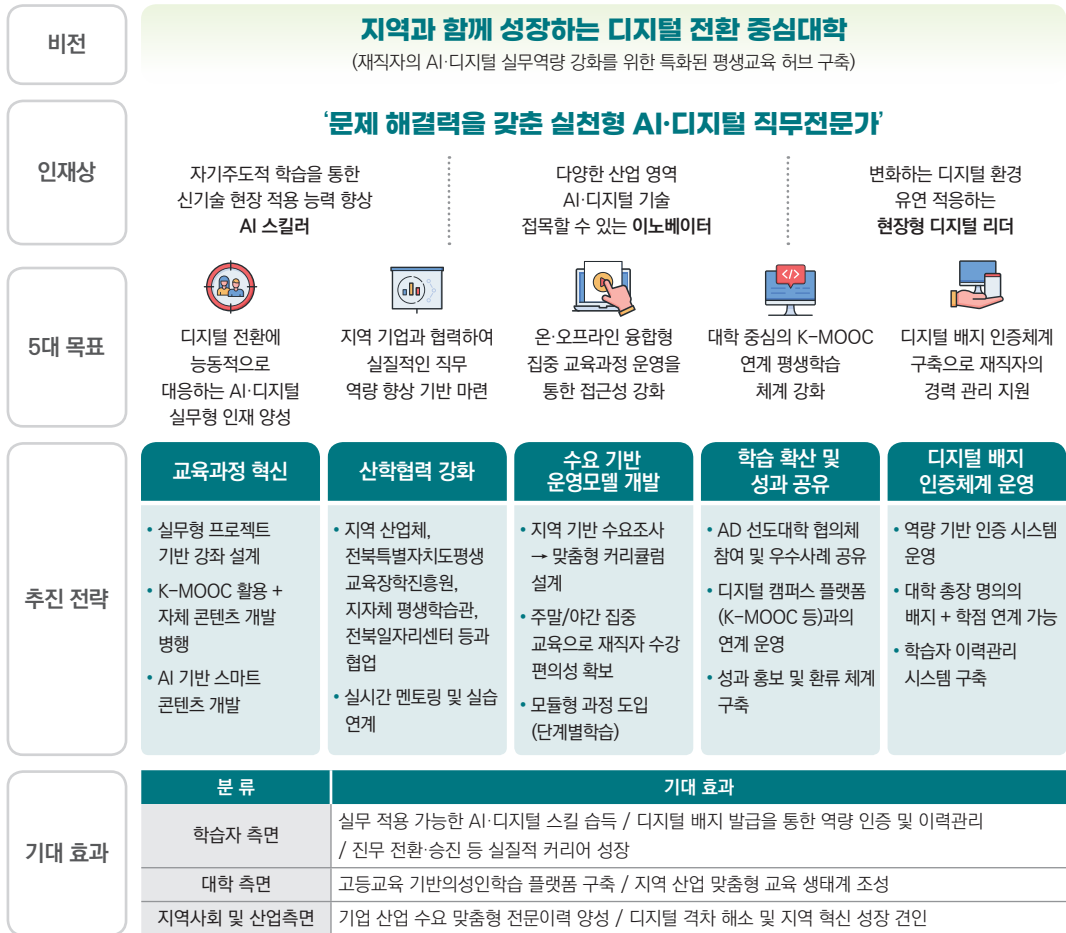 비전
지역과 함께 성장하는 디지털 전환 중심대학
(재직자의 AI·디지털 실무역량 강화를 위한 특화된 평생교육 허브 구축)
인재상
'문제 해결력을 갖춘 실천형 AI·디지털 직무전문가'
자기주도적 학습을 통한
신기술 현장 적용 능력 향상
AI 스킬러
다양한 산업 영역
AI·디지털 기술
접목할 수 있는 이노베이터
변화하는 디지털 환경
유연 적응하는
현장형 디지털 리더
5대 목표
디지털 전환에
능동적으로
대응하는 AI·디지털
실무형 인재 양성
지역 기업과 협력하여
실질적인 직무
역량 향상 기반 마련
온·오프라인 융합형
집중 교육과정 운영을
통한 접근성 강화
</>
대학 중심의 K-MOOC
연계 평생학습
체계 강화
디지털 배지 인증체계
구축으로 재직자의
경력 관리 지원
추진 전략
교육과정 혁신
• 실무형 프로젝트
기반 강좌 설계
• K-MOOC 활용 +
자체 콘텐츠 개발
병행
• AI 기반 스마트
콘텐츠 개발
산학협력 강화
• 지역 산업체,
전북특별자치도평생
교육장학진흥원,
지자체 평생학습관,
전북일자리센터 등과
협업
• 실시간 멘토링 및 실습
연계
수요 기반
운영모델 개발
• 지역 기반 수요조사
→ 맞춤형 커리큘럼
설계
• 주말/야간 집중
교육으로 재직자 수강
편의성 확보
• 모듈형 과정 도입
(단계별학습)
학습 확산 및
성과 공유
• AD 선도대학 협의체
참여 및 우수사례 공유
• 디지털 캠퍼스 플랫폼
(K-MOOC 등)과의
연계 운영
• 성과 홍보 및 환류 체계
구축
디지털 배지
인증체계 운영
• 역량 기반 인증 시스템
운영
• 대학 총장 명의의
배지 + 학점 연계 가능
• 학습자 이력관리
시스템 구축
기대 효과
분 류
기대 효과
학습자 측면
실무 적용 가능한 AI·디지털 스킬 습득 / 디지털 배지 발급을 통한 역량 인증 및 이력관리
/ 진무 전환·승진 등 실질적 커리어 성장
대학 측면
고등교육 기반의성인학습 플랫폼 구축 / 지역 산업 맞춤형 교육 생태계 조성
지역사회 및 산업측면
기업 산업 수요 맞춤형 전문이력 양성 / 디지털 격차 해소 및 지역 혁신 성장 견인